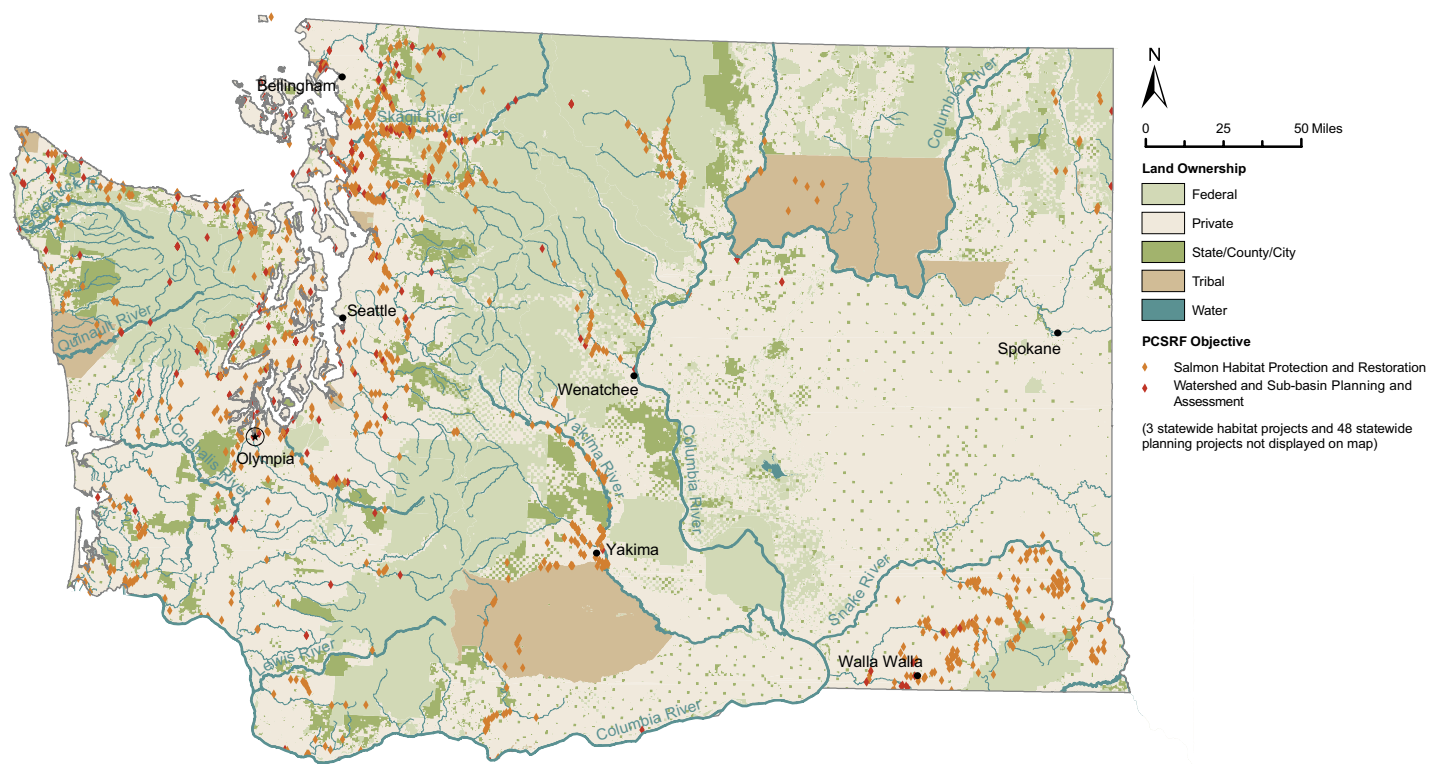 Bellingham
Skagit River
Columbia River
Quinault River
Seattle
Spokane
Wenatchee
Yakima River
Columbia River
Chehalis River
Olympia
Yakima
Snake River
Lewis River
Walla Walla
Columbia River
N
0 25 50 Miles
Land Ownership
Federal
Private
State/County/City
Tribal
Water
PCSRF Objective
Salmon Habitat Protection and Restoration
Watershed and Sub-basin Planning and
Assessment
(3 statewide habitat projects and 48 statewide
planning projects not displayed on map)